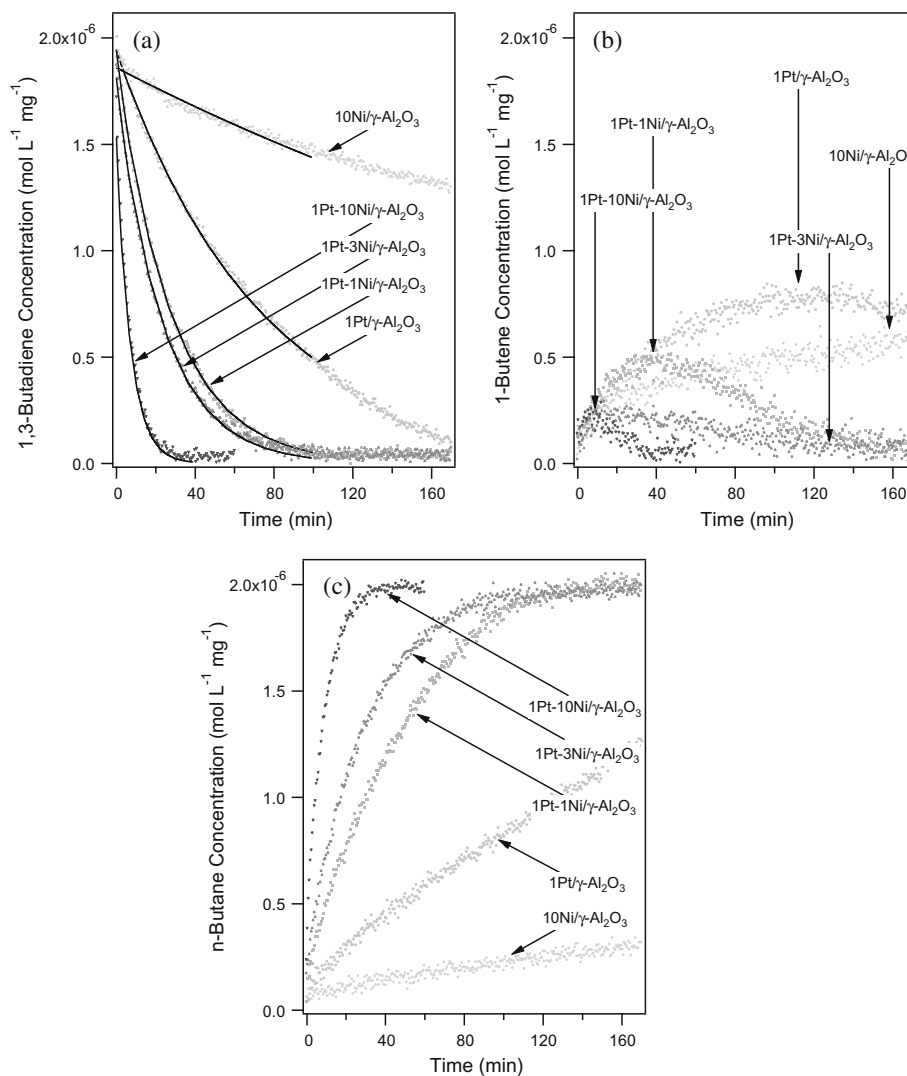 (a)
2.0x10⁻⁶
1.5
1.0
0.5
0.0
1,3-Butadiene Concentration (mol L⁻¹ mg⁻¹)
10Ni/γ-Al₂O₃
1Pt-10Ni/γ-Al₂O₃
1Pt-3Ni/γ-Al₂O₃
1Pt-1Ni/γ-Al₂O₃
1Pt/γ-Al₂O₃
0 40 80 120 160
Time (min)
(b)
2.0x10⁻⁶
1.5
1.0
0.5
0.0
1-Butene Concentration (mol L⁻¹ mg⁻¹)
1Pt/γ-Al₂O₃
1Pt-1Ni/γ-Al₂O₃
10Ni/γ-Al₂O
1Pt-10Ni/γ-Al₂O₃
1Pt-3Ni/γ-Al₂O₃
0 40 80 120 160
Time (min)
(c)
2.0x10⁻⁶
1.5
1.0
0.5
0.0
n-Butane Concentration (mol L⁻¹ mg⁻¹)
1Pt-10Ni/γ-Al₂O₃
1Pt-3Ni/γ-Al₂O₃
1Pt-1Ni/γ-Al₂O₃
1Pt/γ-Al₂O₃
10Ni/γ-Al₂O₃
0 40 80 120 160
Time (min)